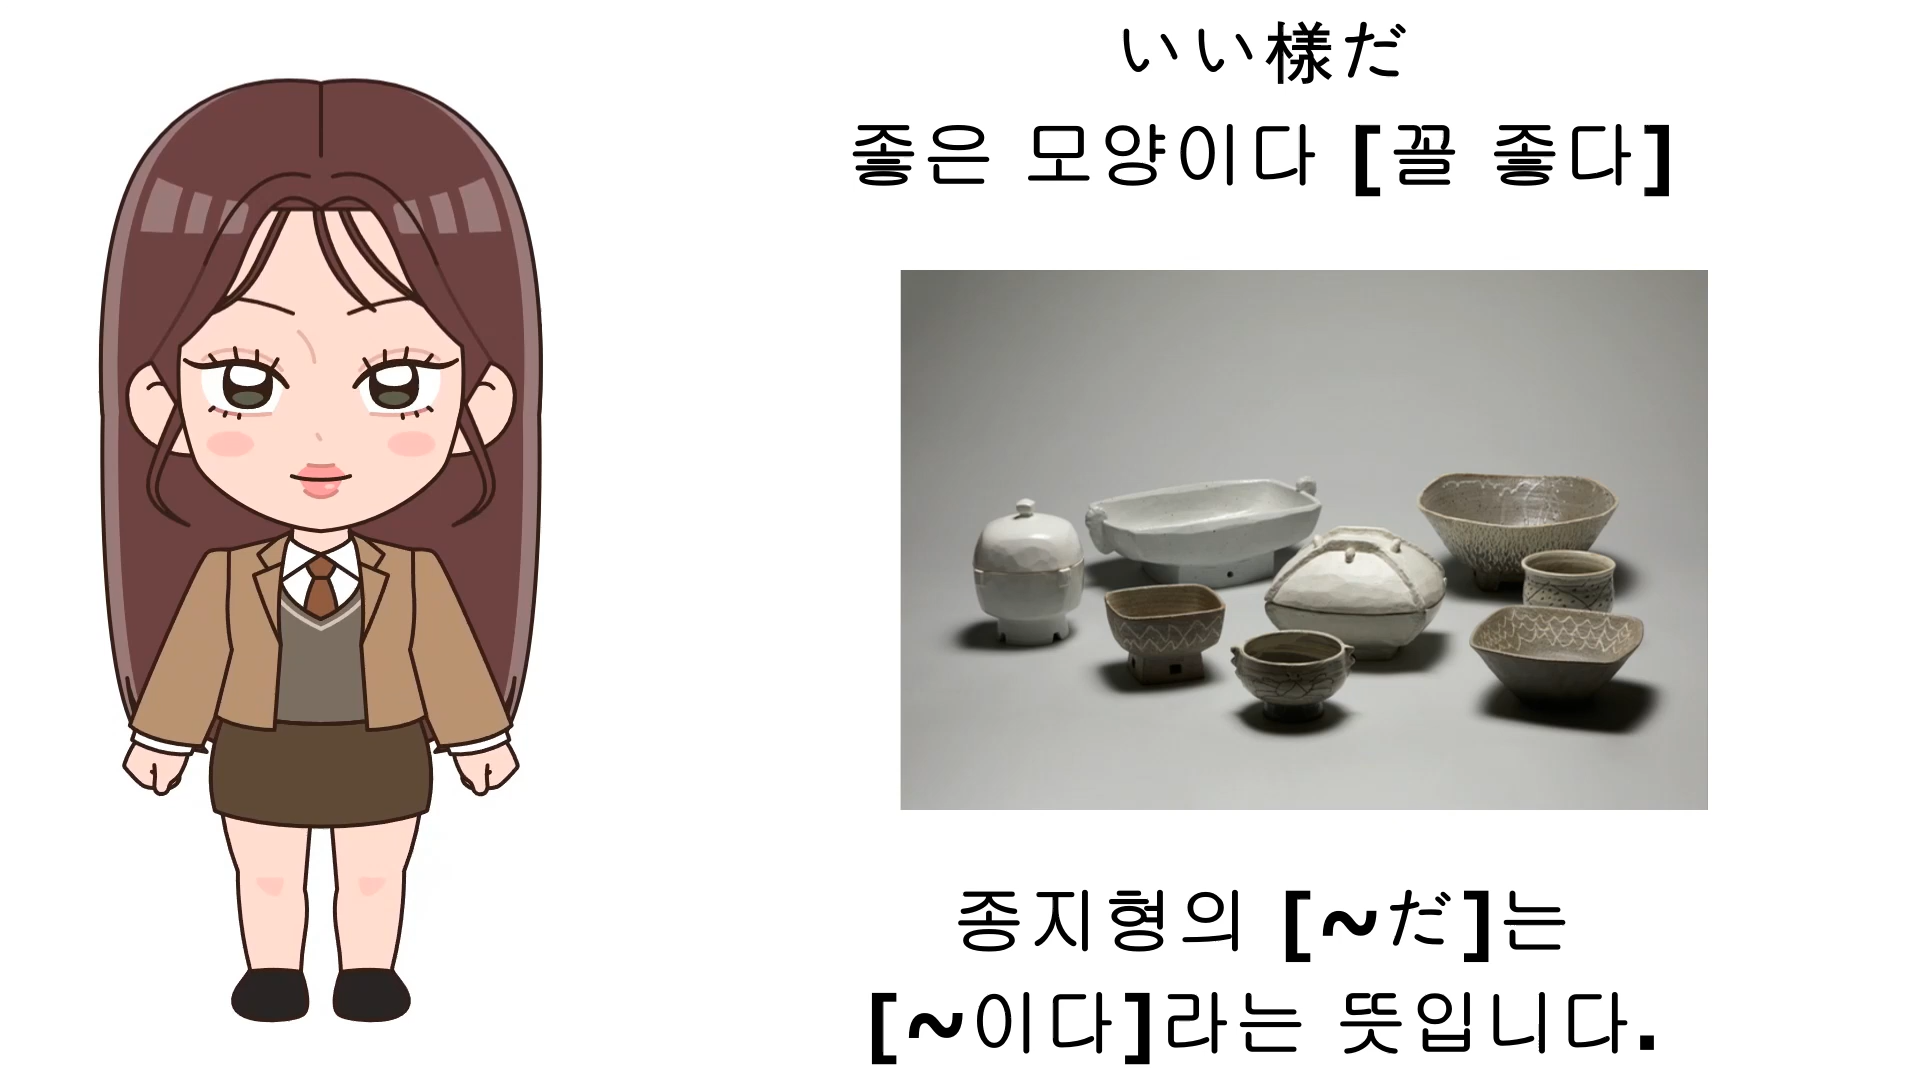 いい様だ
좋은 모양이다 [꼴 좋다]
종지형의 [~だ]는
[~이다]라는 뜻입니다.